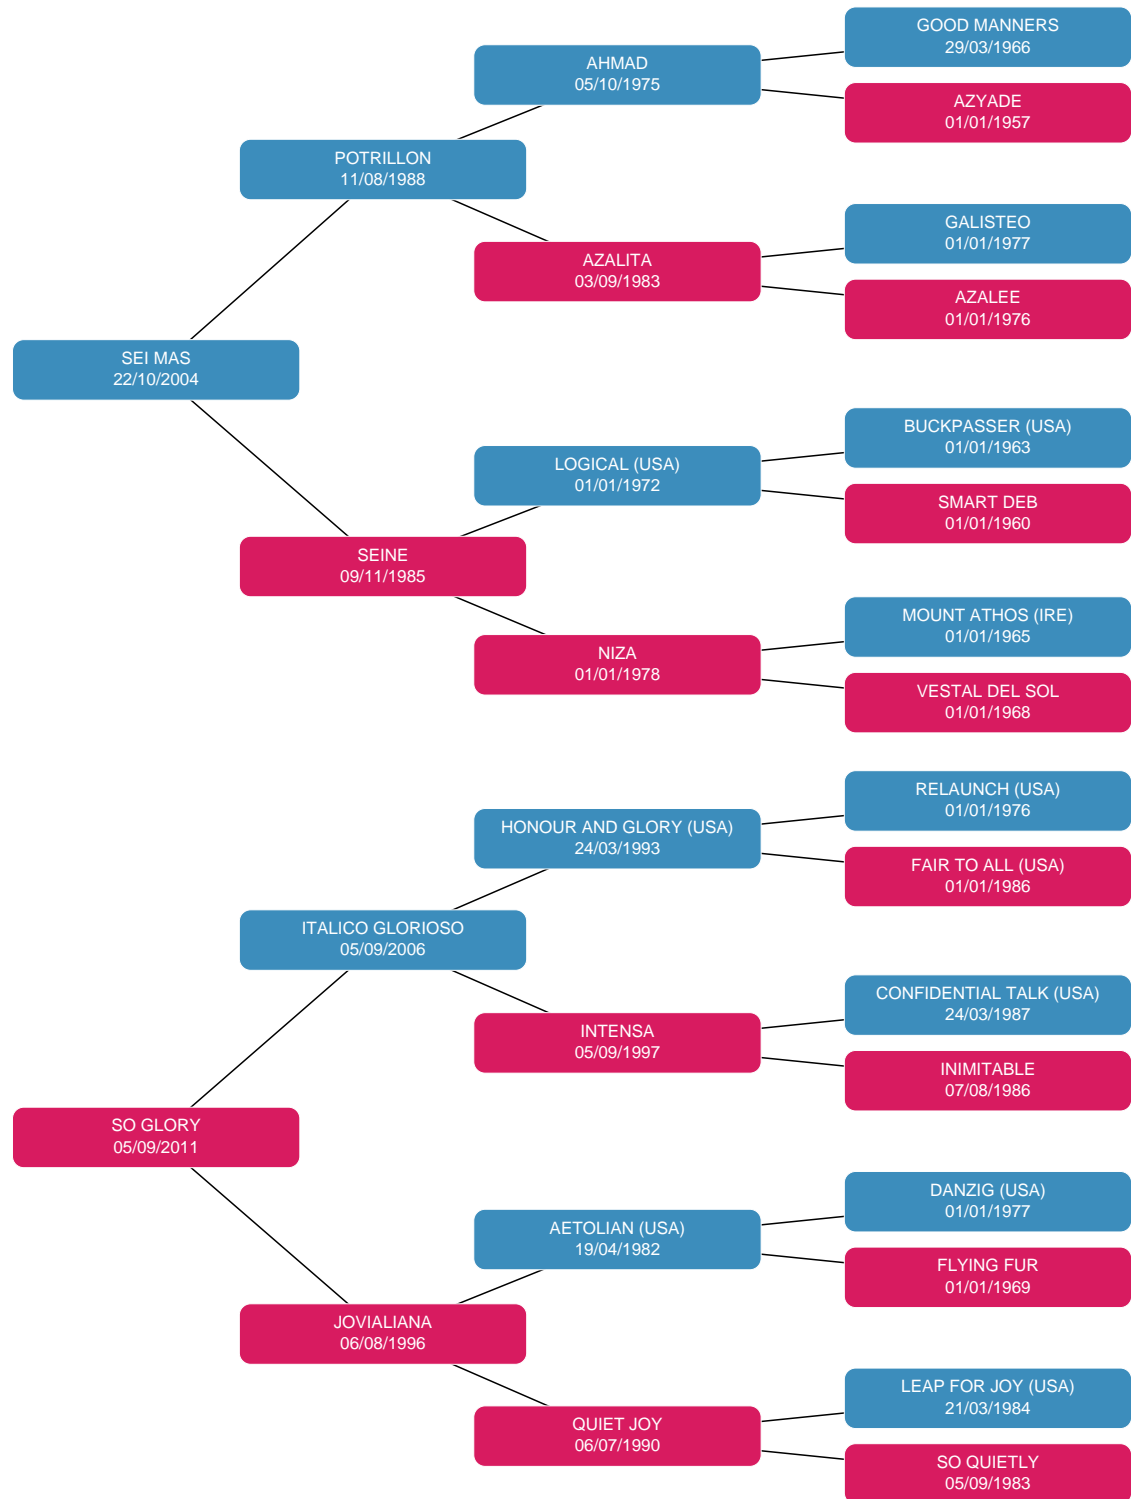 GOOD MANNERS
29/03/1966
AHMAD
05/10/1975
AZYADE
01/01/1957
POTRILLON
11/08/1988
GALISTEO
01/01/1977
AZALITA
03/09/1983
AZALEE
01/01/1976
SEI MAS
22/10/2004
BUCKPASSER (USA)
01/01/1963
LOGICAL (USA)
01/01/1972
SMART DEB
01/01/1960
SEINE
09/11/1985
MOUNT ATHOS (IRE)
01/01/1965
NIZA
01/01/1978
VESTAL DEL SOL
01/01/1968
RELAUNCH (USA)
01/01/1976
HONOUR AND GLORY (USA)
24/03/1993
FAIR TO ALL (USA)
01/01/1986
ITALICO GLORIOSO
05/09/2006
CONFIDENTIAL TALK (USA)
24/03/1987
INTENSA
05/09/1997
INIMITABLE
07/08/1986
SO GLORY
05/09/2011
DANZIG (USA)
01/01/1977
AETOLIAN (USA)
19/04/1982
FLYING FUR
01/01/1969
JOVIALIANA
06/08/1996
LEAP FOR JOY (USA)
21/03/1984
QUIET JOY
06/07/1990
SO QUIETLY
05/09/1983